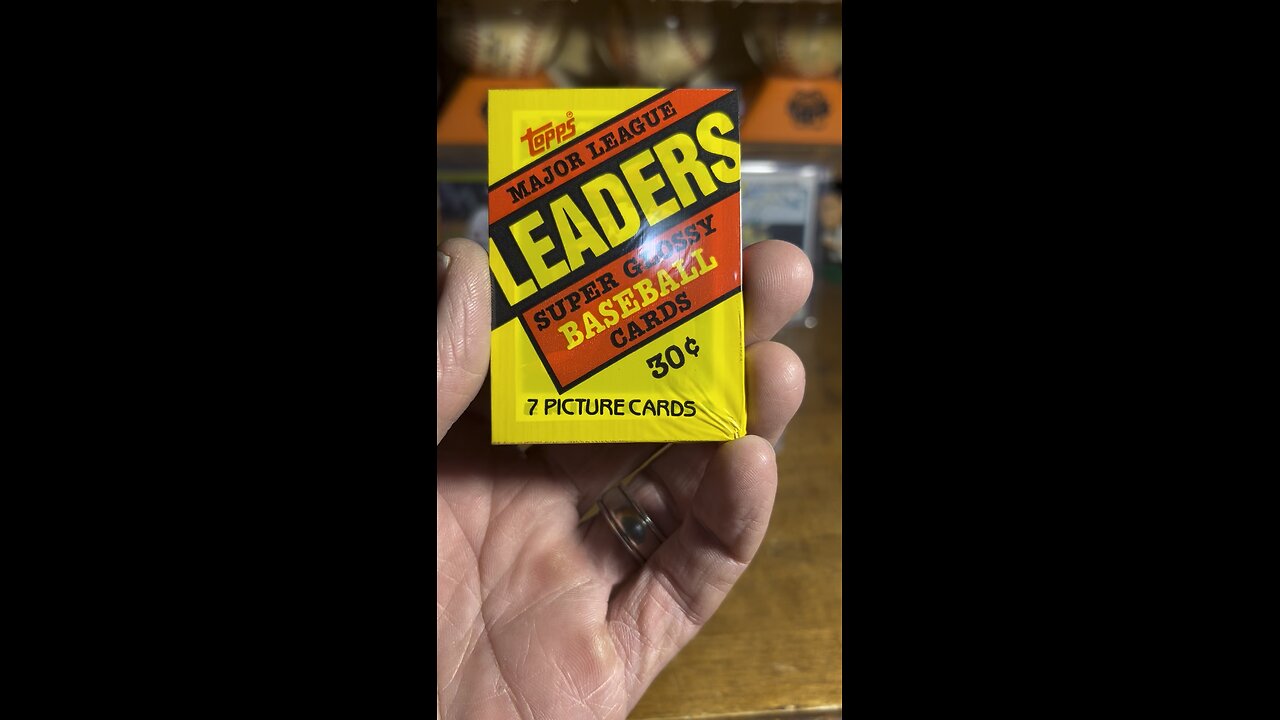 Topps®
MAJOR LEAGUE
LEADERS
SUPER GLOSSY
BASEBALL
CARDS
30¢
7 PICTURE CARDS